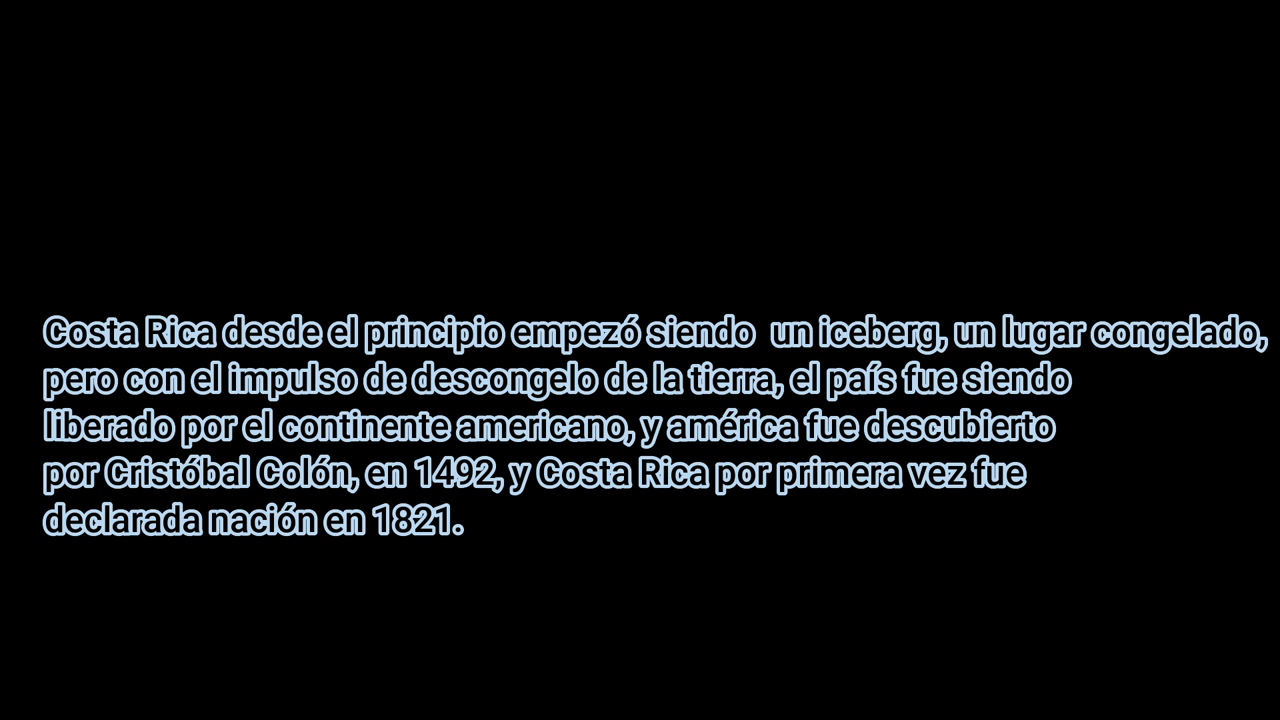 Costa Rica desde el principio empezó siendo  un iceberg, un lugar congelado,
pero con el impulso de descongelo de la tierra, el país fue siendo
liberado por el continente americano, y américa fue descubierto
por Cristóbal Colón, en 1492, y Costa Rica por primera vez fue
declarada nación en 1821.